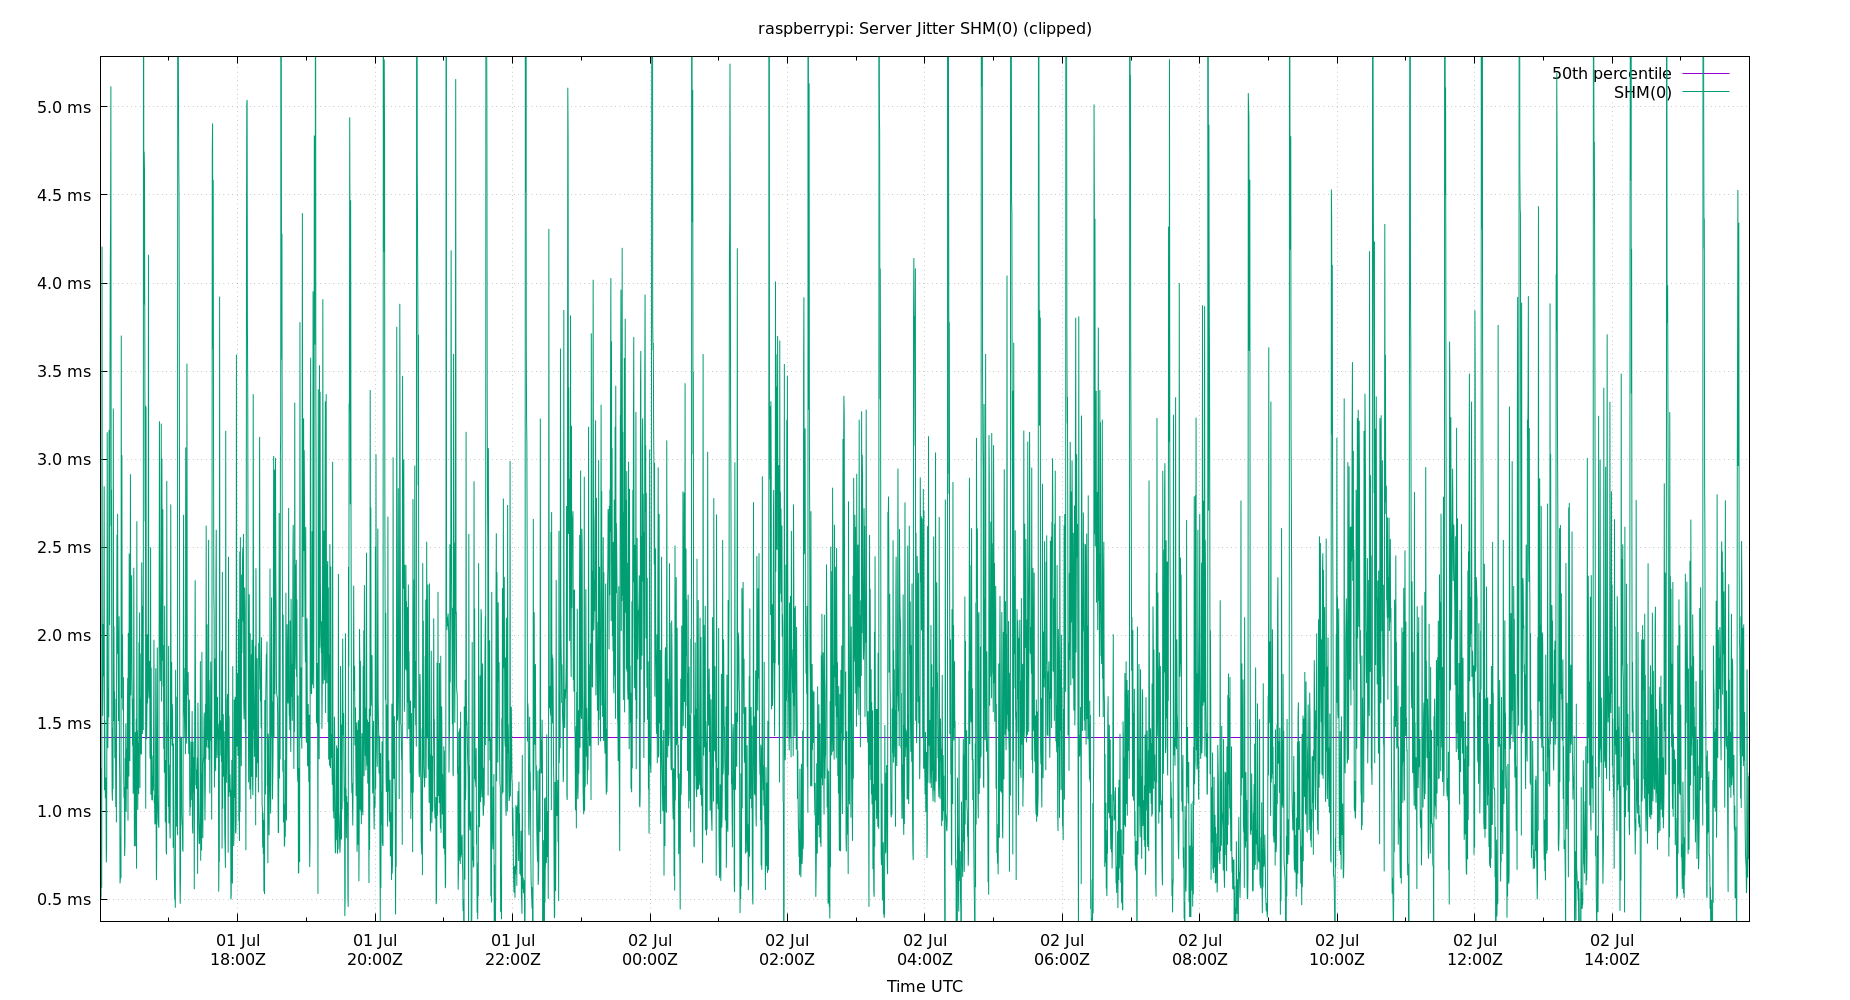 raspberrypi: Server Jitter SHM(0) (clipped)
50th percentile
SHM(0)
5.0 ms
4.5 ms
4.0 ms
3.5 ms
3.0 ms
2.5 ms
2.0 ms
1.5 ms
1.0 ms
0.5 ms
01 Jul 01 Jul 01 Jul 02 Jul 02 Jul 02 Jul 02 Jul 02 Jul 02 Jul 02 Jul 02 Jul
18:00Z 20:00Z 22:00Z 00:00Z 02:00Z 04:00Z 06:00Z 08:00Z 10:00Z 12:00Z 14:00Z
Time UTC